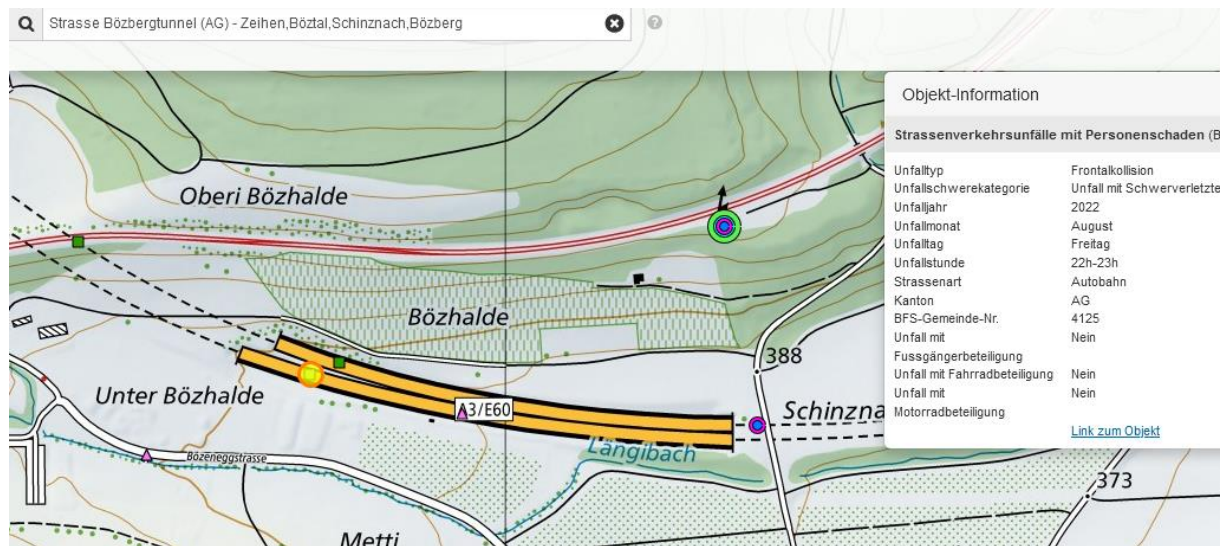 Strasse Bözbergtunnel (AG) - Zeihen,Böztal,Schinznach,Bözberg
Objekt-Information
Strassenverkehrsunfälle mit Personenschaden (B
Unfalltyp Frontalkollision
Unfallschwerekategorie Unfall mit Schwerverletzte
Unfalljahr 2022
Unfallmonat August
Unfalltag Freitag
Unfallstunde 22h-23h
Strassenart Autobahn
Kanton AG
BFS-Gemeinde-Nr. 4125
Unfall mit Nein
Fussgängerbeteiligung
Unfall mit Fahrradbeteiligung Nein
Unfall mit Nein
Motorradbeteiligung
Link zum Objekt
Oberi Bözhalde
Bözhalde
388
Unter Bözhalde
A3/E60
Schinzna
Längibach
Bözeneggstrasse
373
Metti